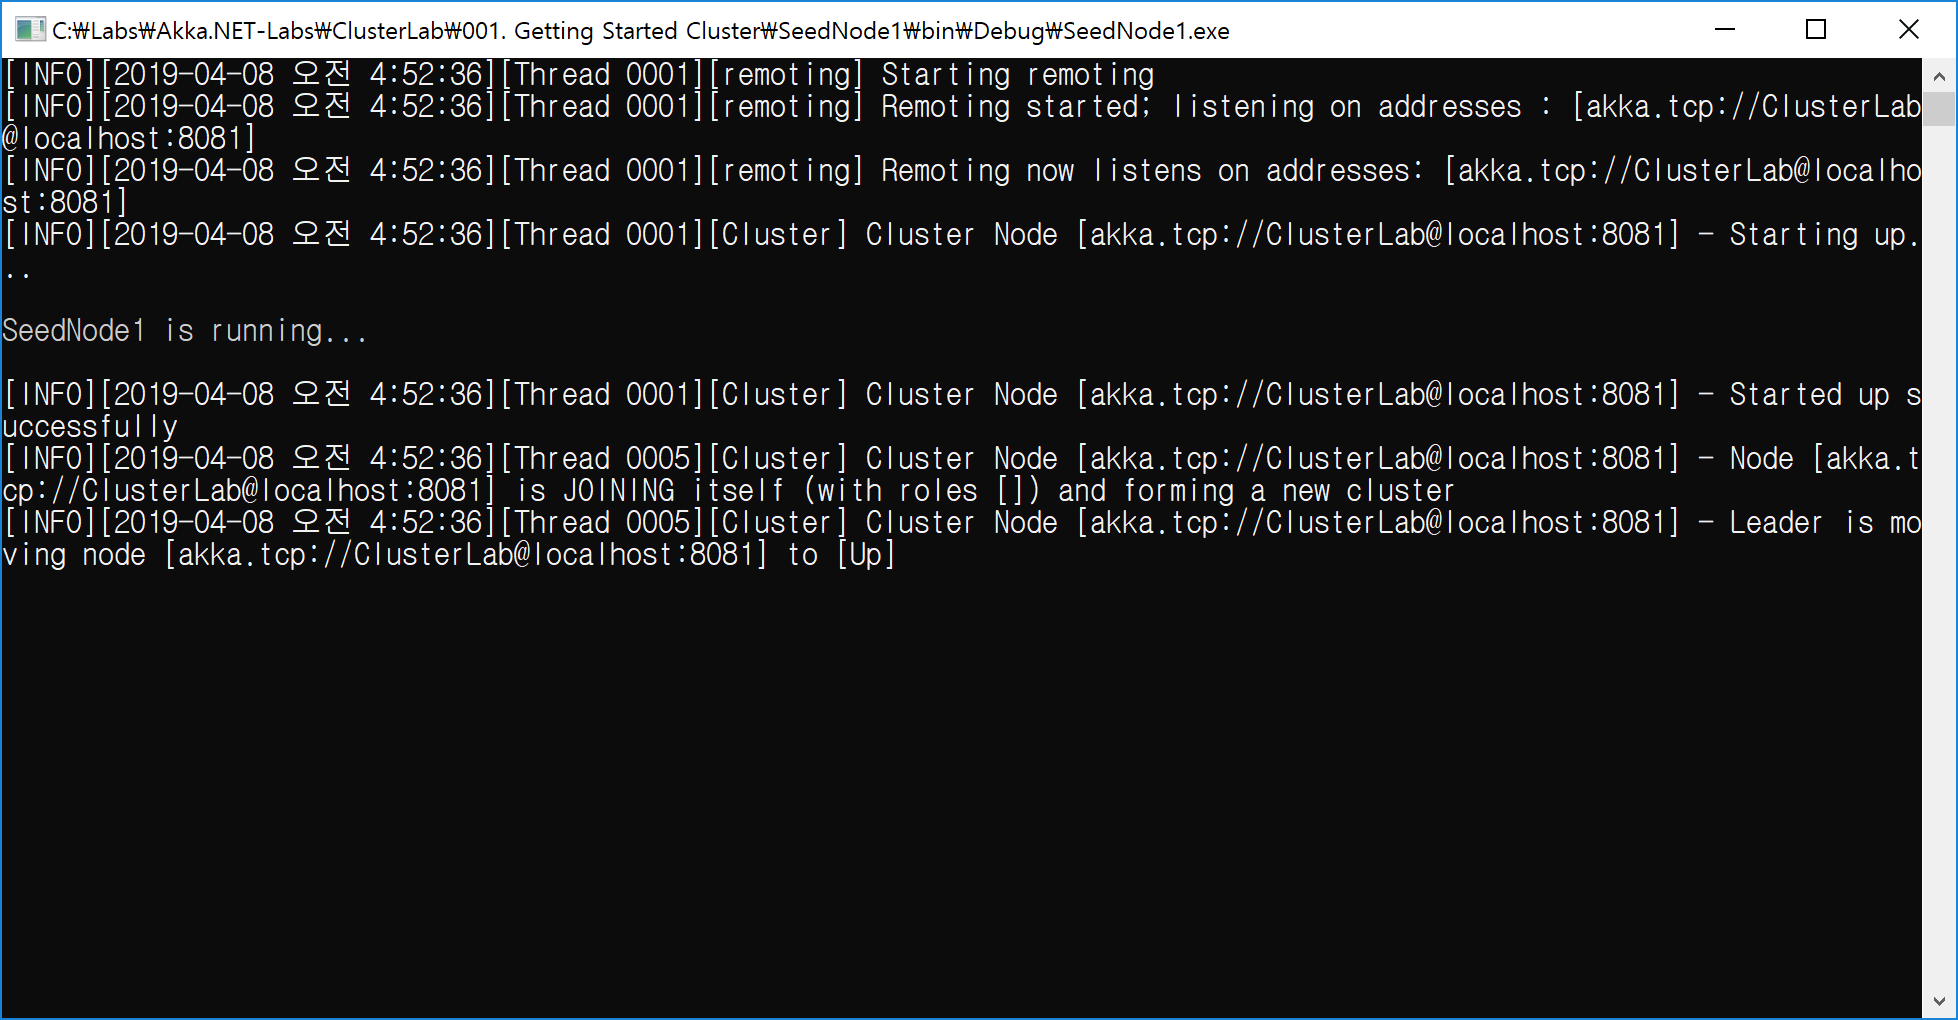 C:₩Labs₩Akka.NET-Labs₩ClusterLab₩001. Getting Started Cluster₩SeedNode1₩bin₩Debug₩SeedNode1.exe
[INFO][2019-04-08 오전 4:52:36][Thread 0001][remoting] Starting remoting
[INFO][2019-04-08 오전 4:52:36][Thread 0001][remoting] Remoting started; listening on addresses : [akka.tcp://ClusterLab
@localhost:8081]
[INFO][2019-04-08 오전 4:52:36][Thread 0001][remoting] Remoting now listens on addresses: [akka.tcp://ClusterLab@localho
st:8081]
[INFO][2019-04-08 오전 4:52:36][Thread 0001][Cluster] Cluster Node [akka.tcp://ClusterLab@localhost:8081] - Starting up.
..
SeedNode1 is running...
[INFO][2019-04-08 오전 4:52:36][Thread 0001][Cluster] Cluster Node [akka.tcp://ClusterLab@localhost:8081] - Started up s
uccessfully
[INFO][2019-04-08 오전 4:52:36][Thread 0005][Cluster] Cluster Node [akka.tcp://ClusterLab@localhost:8081] - Node [akka.t
cp://ClusterLab@localhost:8081] is JOINING itself (with roles []) and forming a new cluster
[INFO][2019-04-08 오전 4:52:36][Thread 0005][Cluster] Cluster Node [akka.tcp://ClusterLab@localhost:8081] - Leader is mo
ving node [akka.tcp://ClusterLab@localhost:8081] to [Up]